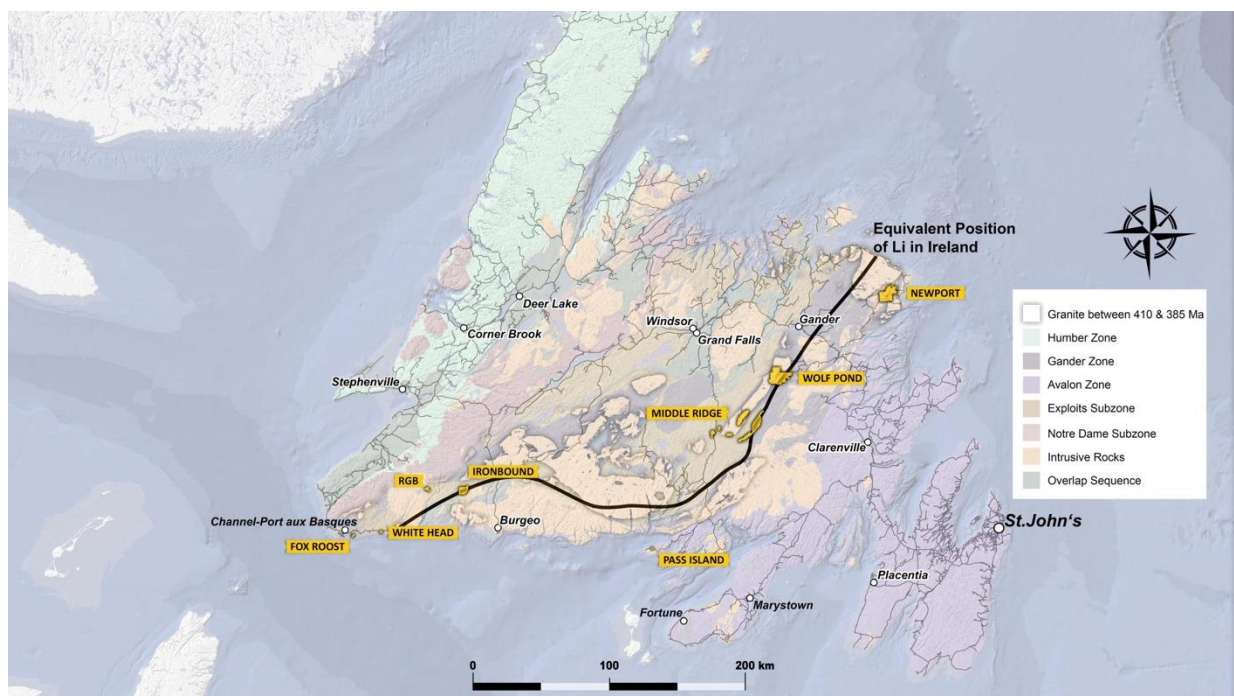 Equivalent Position
of Li in Ireland
NEWPORT
Deer Lake
Corner Brook
Windsor
Grand Falls
Gander
Stephenville
WOLF POND
MIDDLE RIDGE
Clarenville
RGB
IRONBOUND
Channel-Port aux Basques
WHITE HEAD
FOX ROOST
Burgeo
St.John's
PASS ISLAND
Placentia
Fortune
Marystown
Granite between 410 & 385 Ma
Humber Zone
Gander Zone
Avalon Zone
Exploits Subzone
Notre Dame Subzone
Intrusive Rocks
Overlap Sequence
0 100 200 km